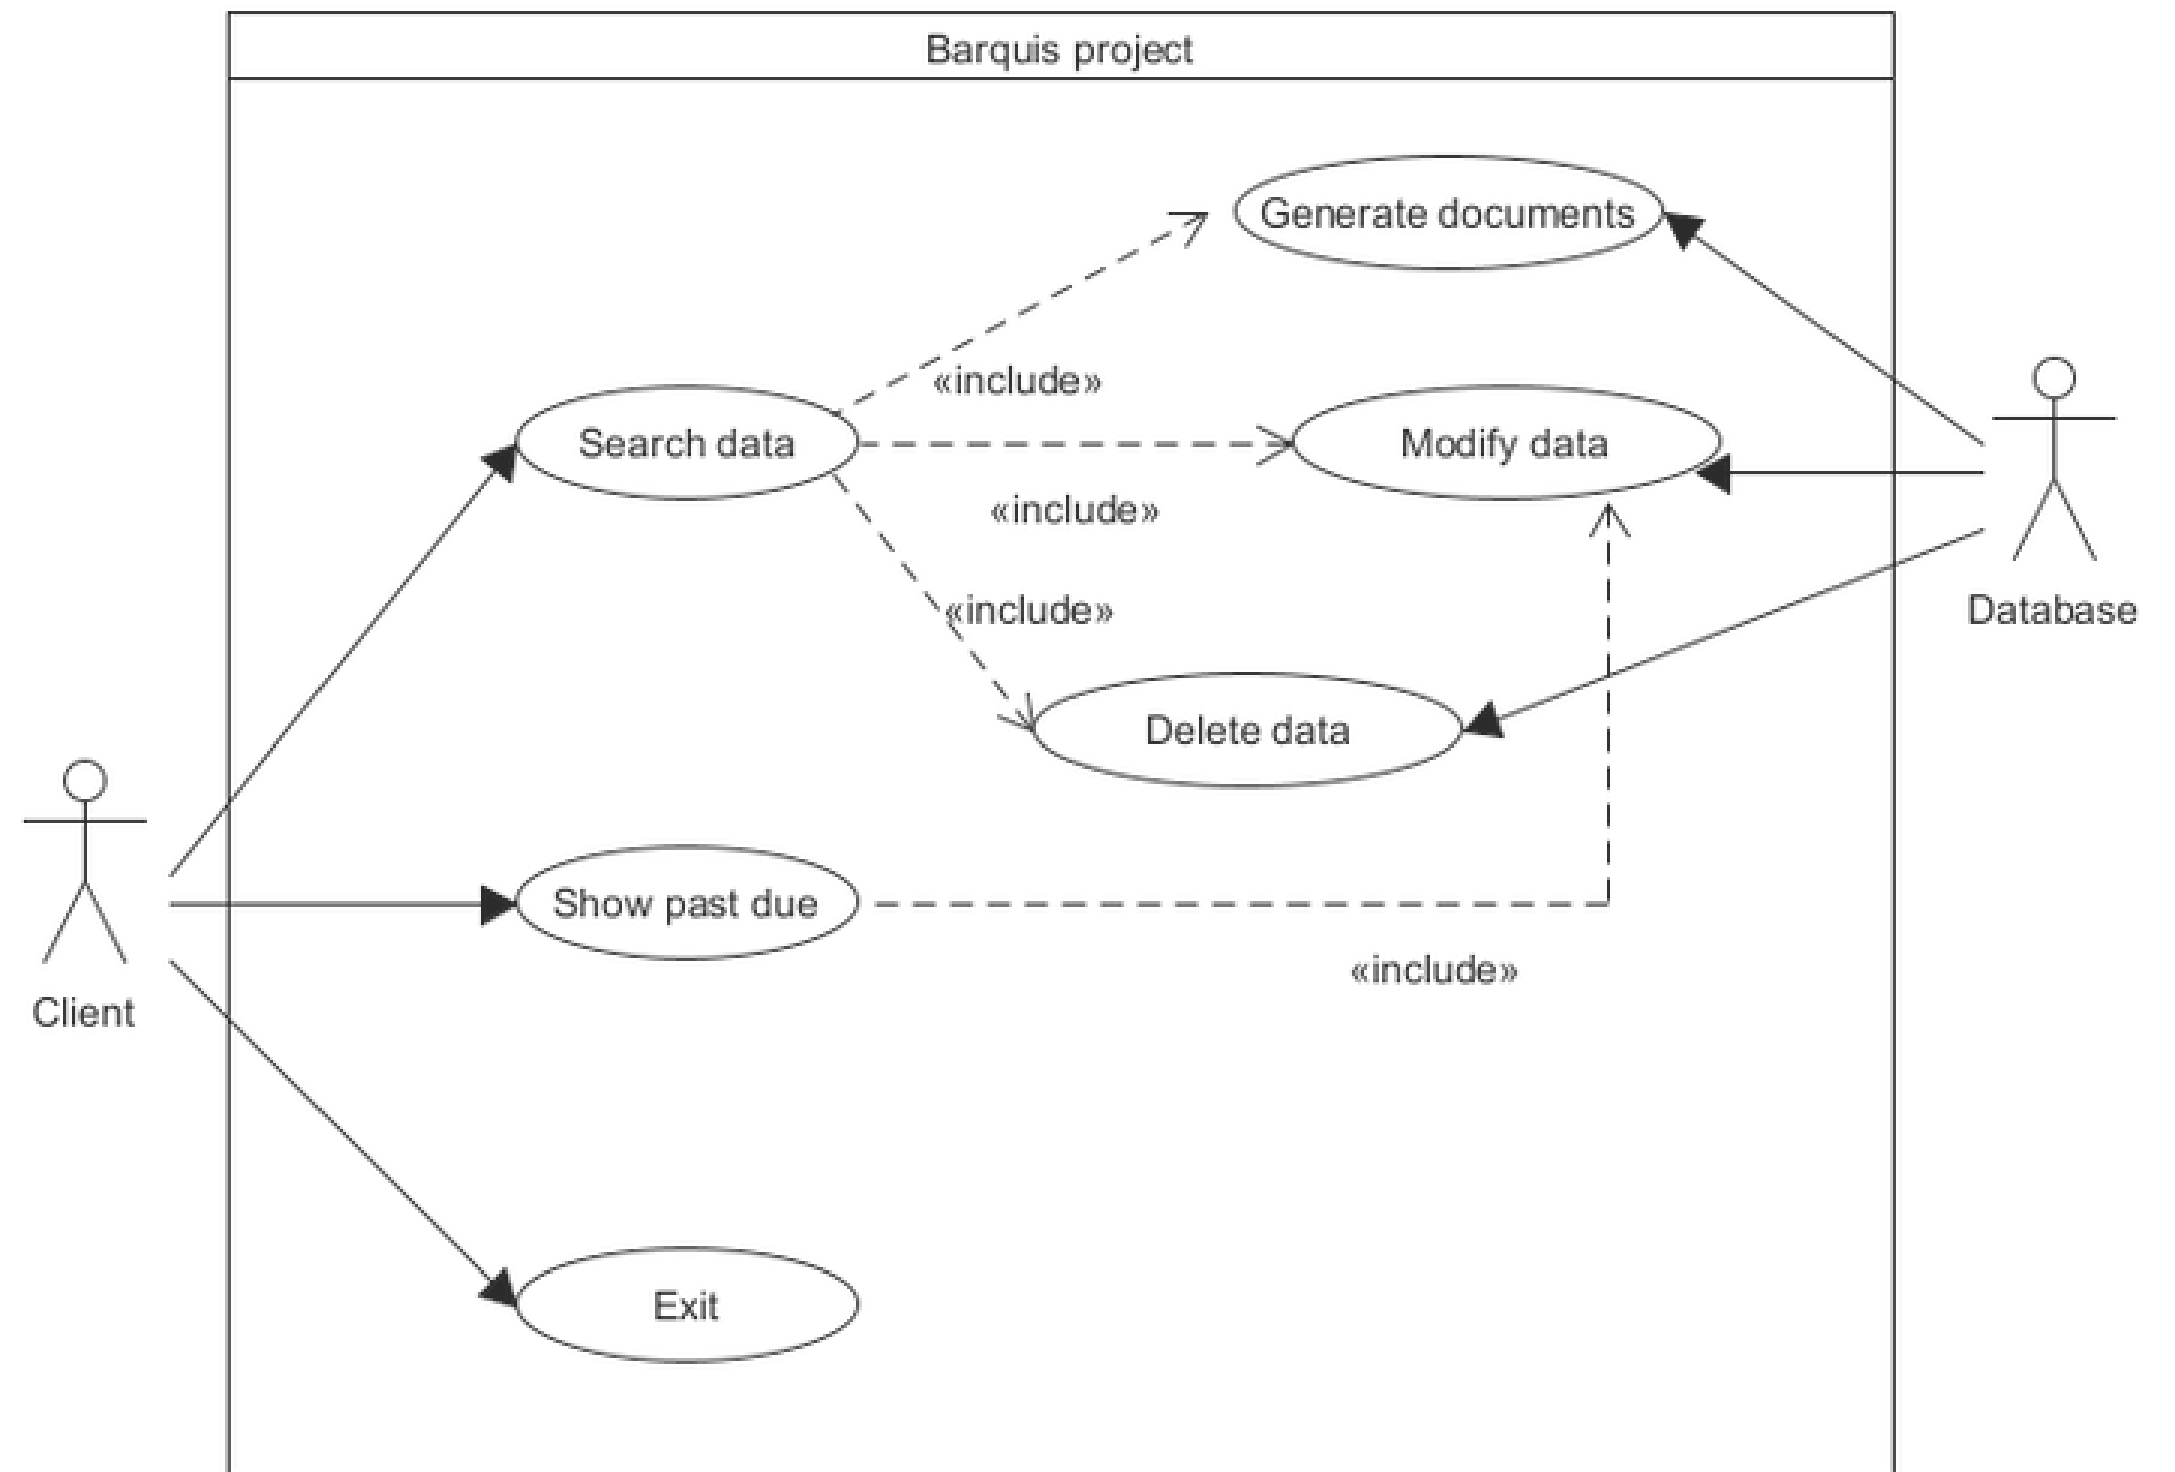 Barquis project
Generate documents
«include»
Search data
Modify data
«include»
«include»
Database
Delete data
Show past due
«include»
Client
Exit